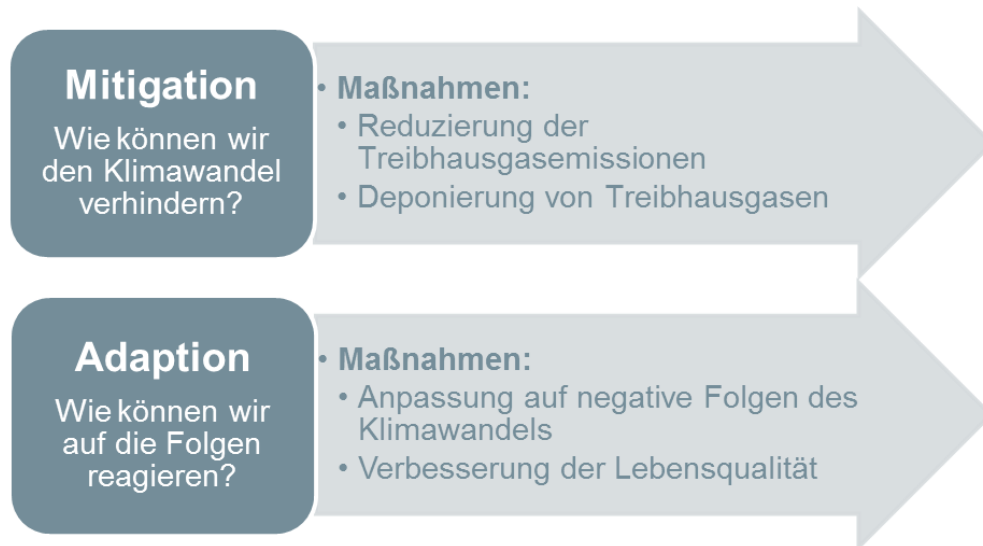 Mitigation
Wie können wir
den Klimawandel
verhindern?
• Maßnahmen:
• Reduzierung der
Treibhausgasemissionen
• Deponierung von Treibhausgasen
Adaption
Wie können wir
auf die Folgen
reagieren?
• Maßnahmen:
• Anpassung auf negative Folgen des
Klimawandels
• Verbesserung der Lebensqualität